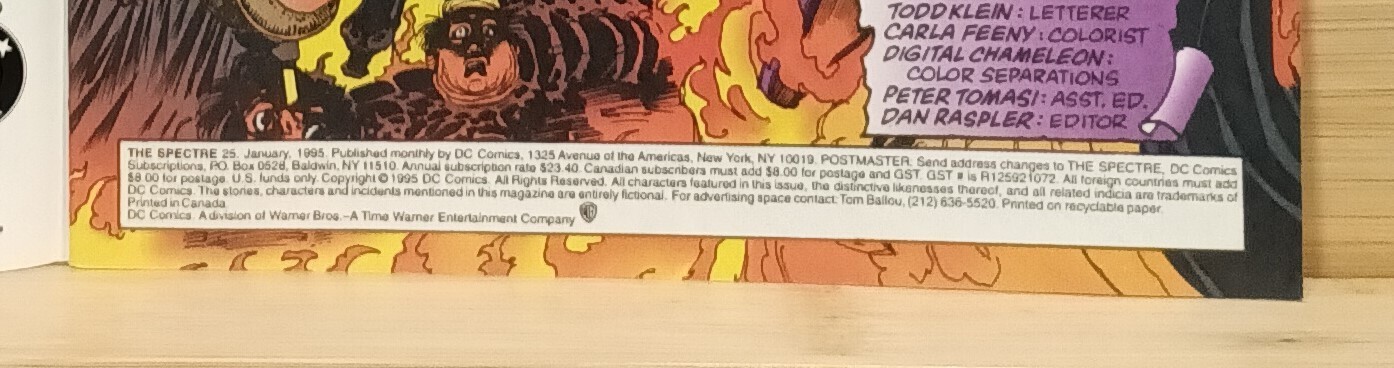 TODD KLEIN: LETTERER
CARLA FEENY: COLORIST
DIGITAL CHAMELEON:
COLOR SEPARATIONS
PETER TOMASI: ASST. ED.
DAN RASPLER: EDITOR
THE SPECTRE 25, January, 1995. Published monthly by DC Comics, 1325 Avenue of the Americas, New York, NY 10019. POSTMASTER: Send address changes to THE SPECTRE, DC Comics
Subscriptions, P.O. Box 0528, Baldwin, NY 11510. Annual subscription rate $23.40. Canadian subscribers must add $8.00 for postage and GST. GST # is R125921072. All foreign countries must add
$8.00 for postage. U.S. funds only. Copyright © 1995 DC Comics. All Rights Reserved. All characters featured in this issue, the distinctive likenesses thereof, and all related indicia are trademarks of
DC Comics. The stories, characters and incidents mentioned in this magazine are entirely fictional. For advertising space contact: Tom Ballou, (212) 636-5520. Printed on recyclable paper.
Printed in Canada.
DC Comics. A division of Warner Bros.-A Time Warner Entertainment Company